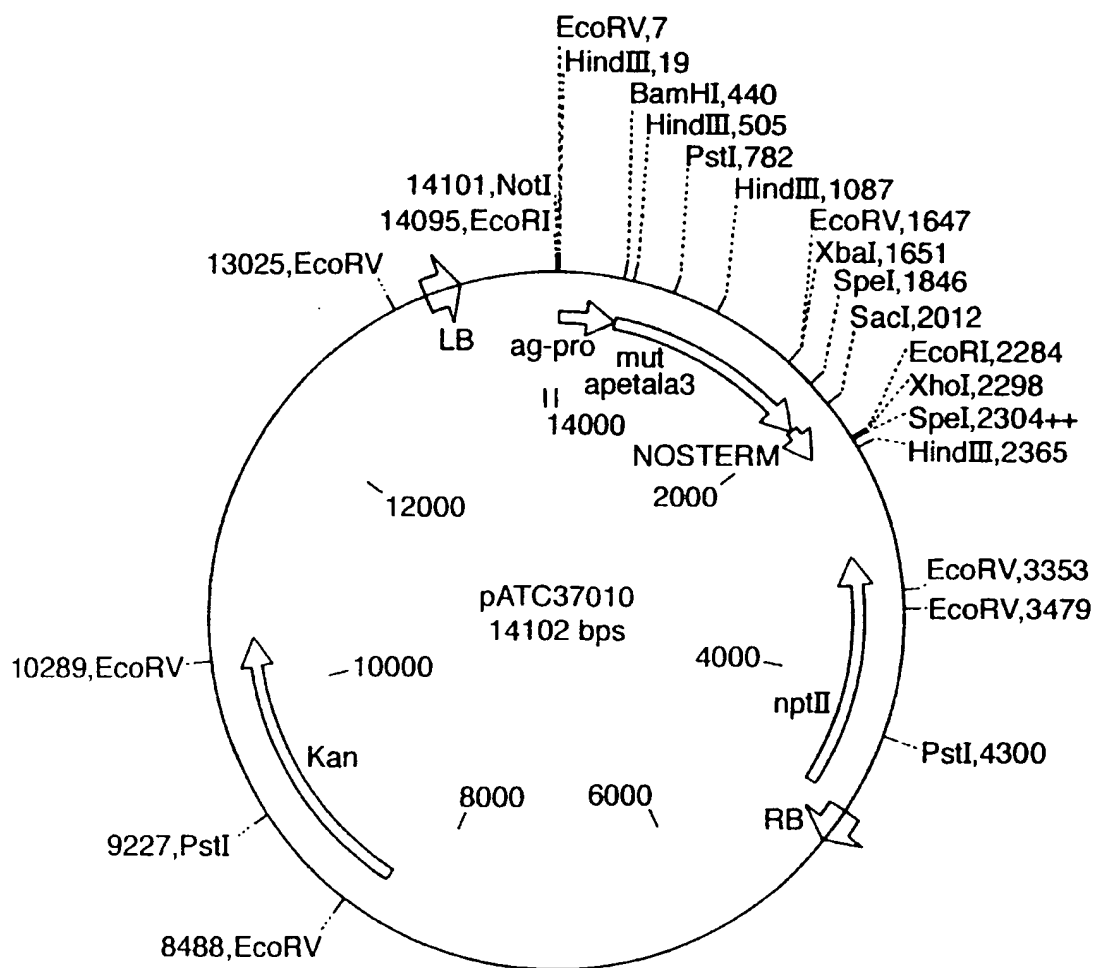 EcoRV,7
HindIII,19
BamHI,440
HindIII,505
PstI,782
HindIII,1087
EcoRV,1647
XbaI,1651
SpeI,1846
SacI,2012
EcoRI,2284
XhoI,2298
SpeI,2304++
HindIII,2365
14101,NotI
14095,EcoRI
13025,EcoRV
LB
ag-pro
mut
apetala3
14000
NOSTERM
2000
12000
pATC37010
14102 bps
EcoRV,3353
EcoRV,3479
4000
10289,EcoRV
10000
nptII
Kan
PstI,4300
8000
6000
RB
9227,PstI
8488,EcoRV